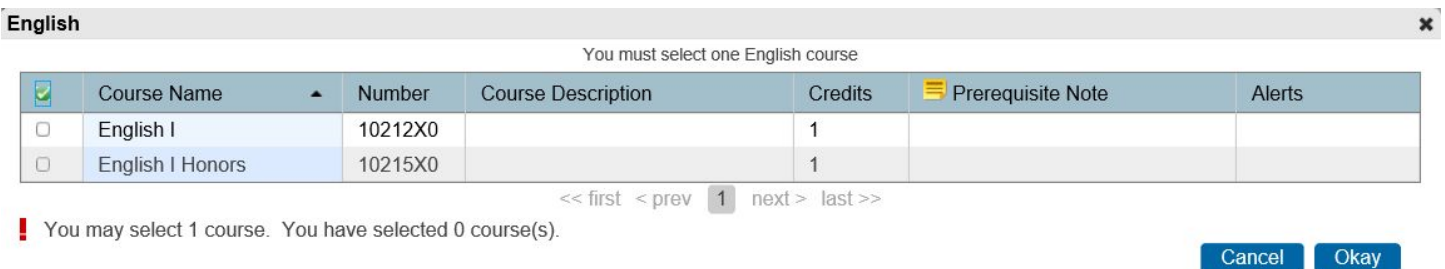 English
You must select one English course
Course Name Number Course Description Credits Prerequisite Note Alerts
English I 10212X0 1
English I Honors 10215X0 1
<< first < prev 1 next > last >>
You may select 1 course. You have selected 0 course(s).
Cancel Okay